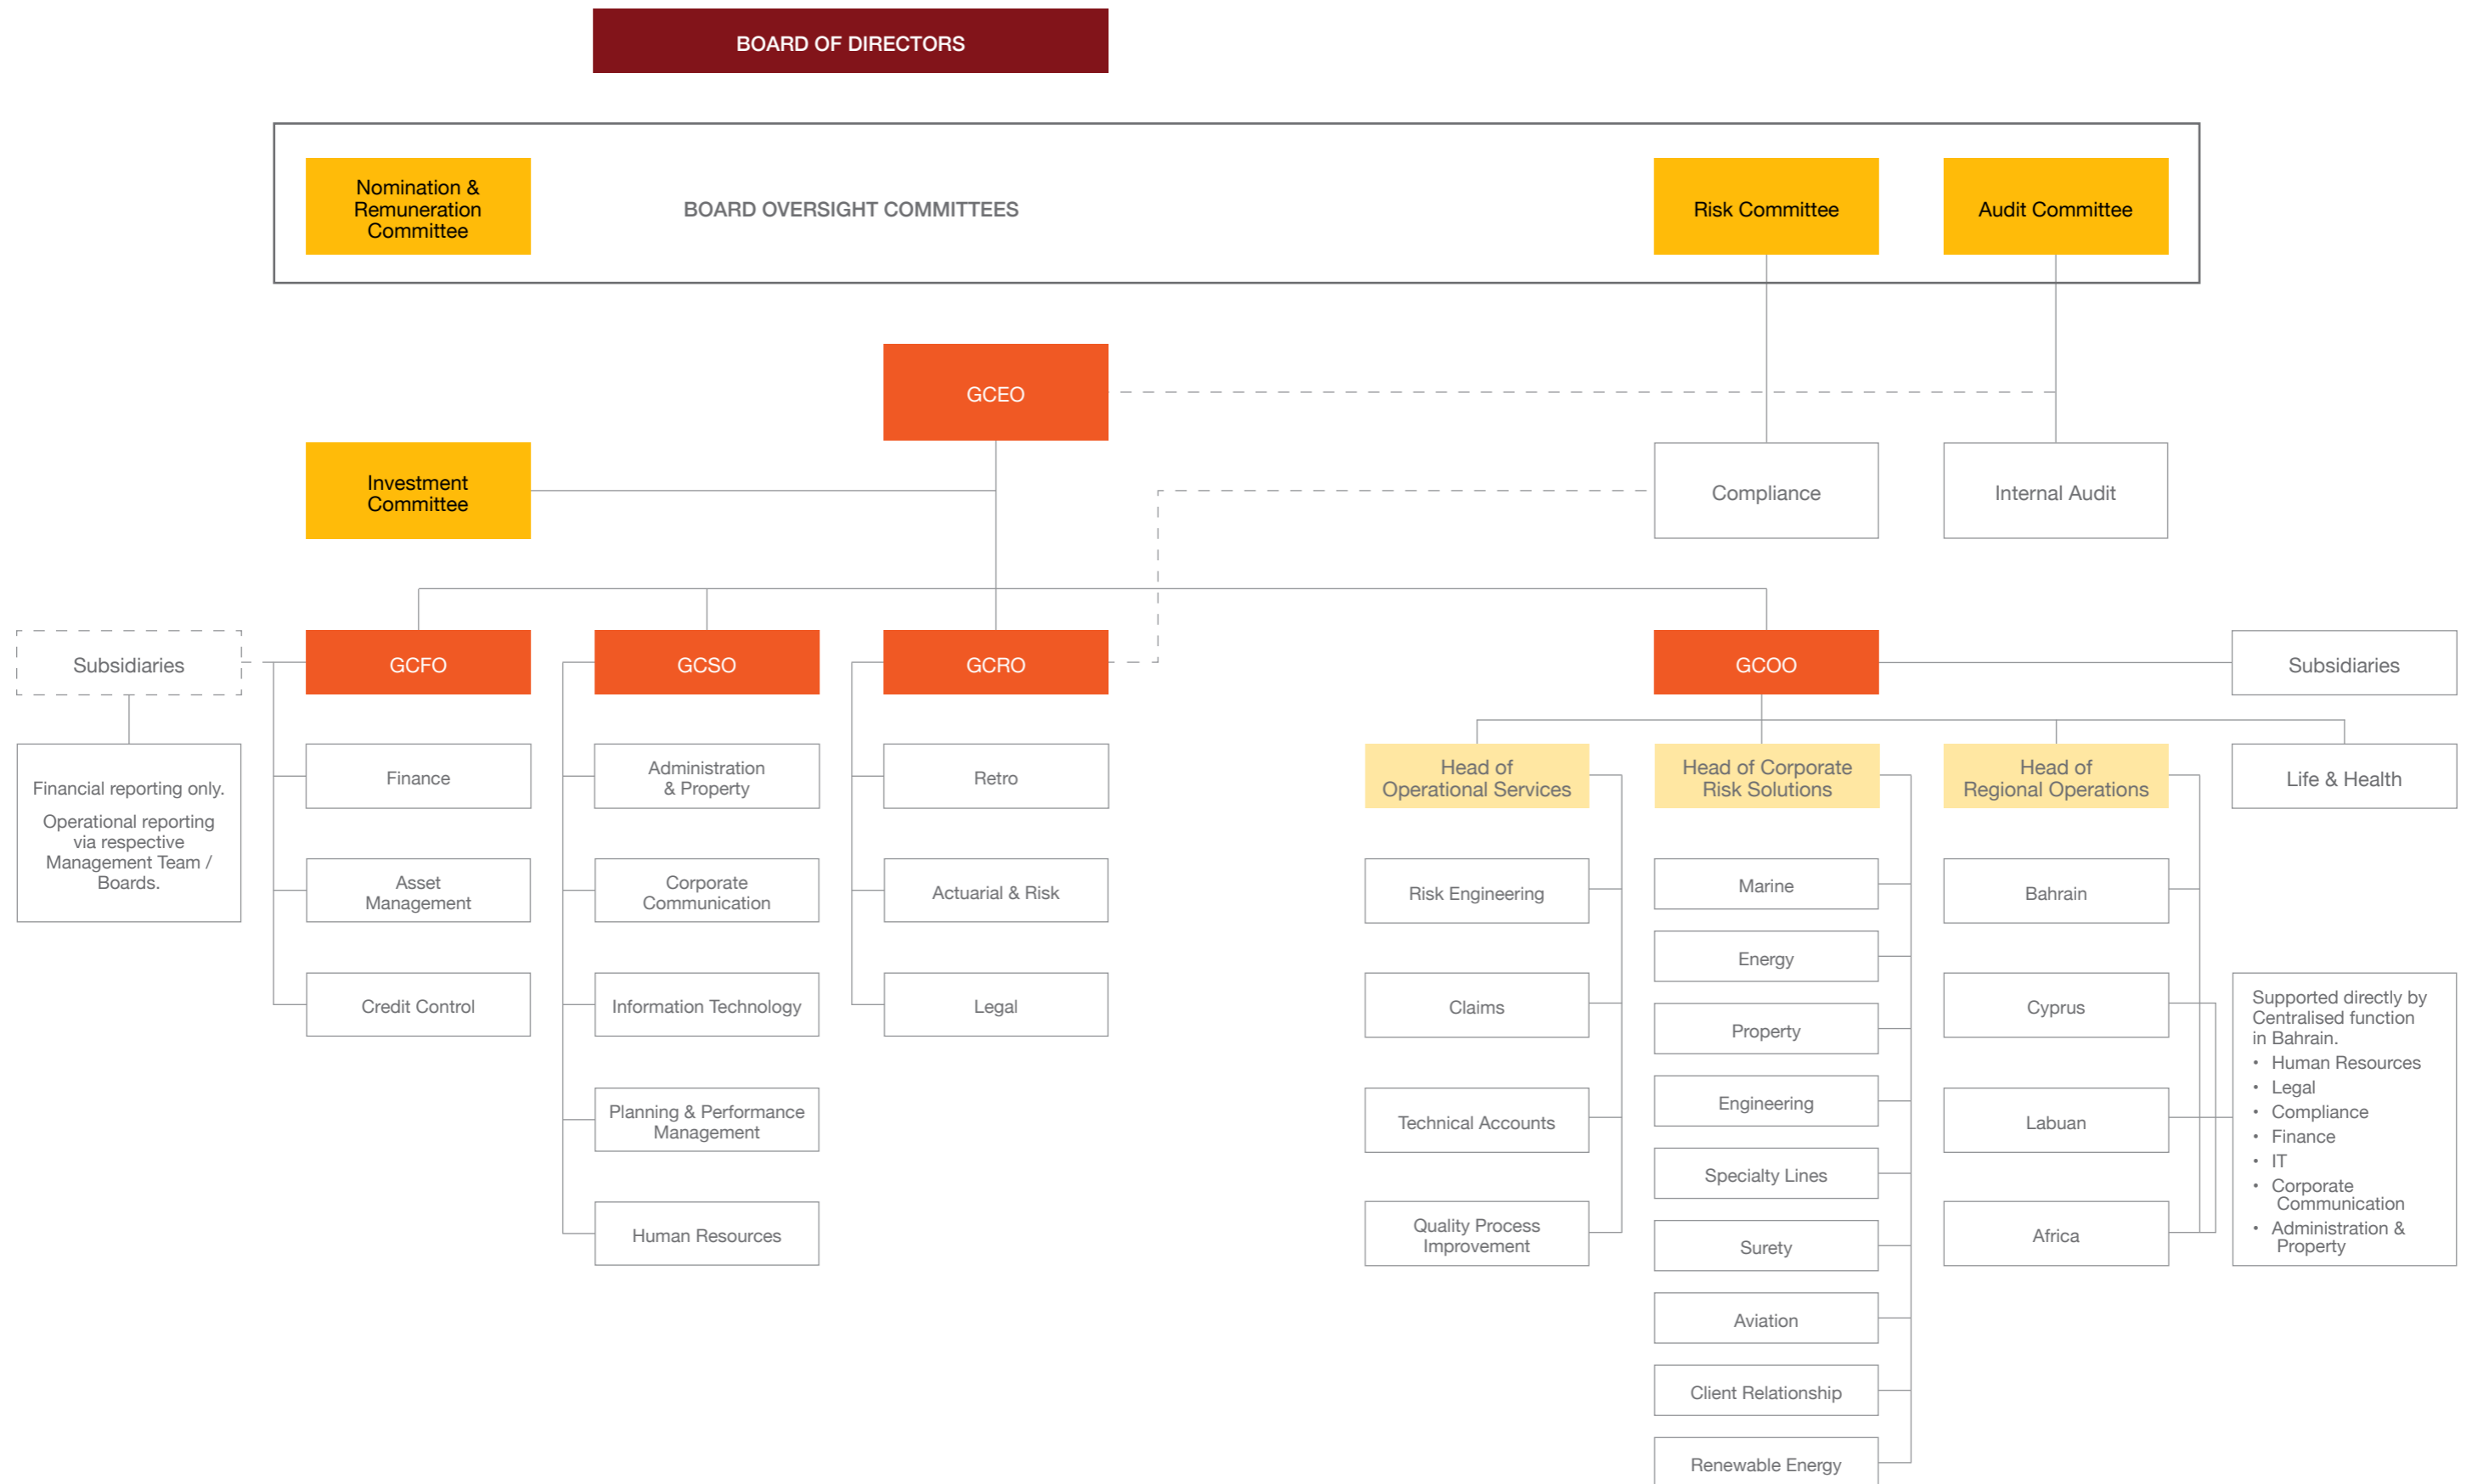 BOARD OF DIRECTORS
Nomination &
Remuneration
Committee
BOARD OVERSIGHT COMMITTEES
Risk Committee
Audit Committee
GCEO
Investment
Committee
Compliance
Internal Audit
Subsidiaries
GCFO
GCSO
GCRO
GCOO
Subsidiaries
Financial reporting only.
Operational reporting
via respective
Management Team /
Boards.
Finance
Asset
Management
Credit Control
Administration
& Property
Corporate
Communication
Information Technology
Planning & Performance
Management
Human Resources
Retro
Actuarial & Risk
Legal
Head of
Operational Services
Risk Engineering
Claims
Technical Accounts
Quality Process
Improvement
Head of Corporate
Risk Solutions
Marine
Energy
Property
Engineering
Specialty Lines
Surety
Aviation
Client Relationship
Renewable Energy
Head of
Regional Operations
Bahrain
Cyprus
Labuan
Africa
Life & Health
Supported directly by
Centralised function
in Bahrain.
• Human Resources
• Legal
• Compliance
• Finance
• IT
• Corporate
Communication
• Administration &
Property